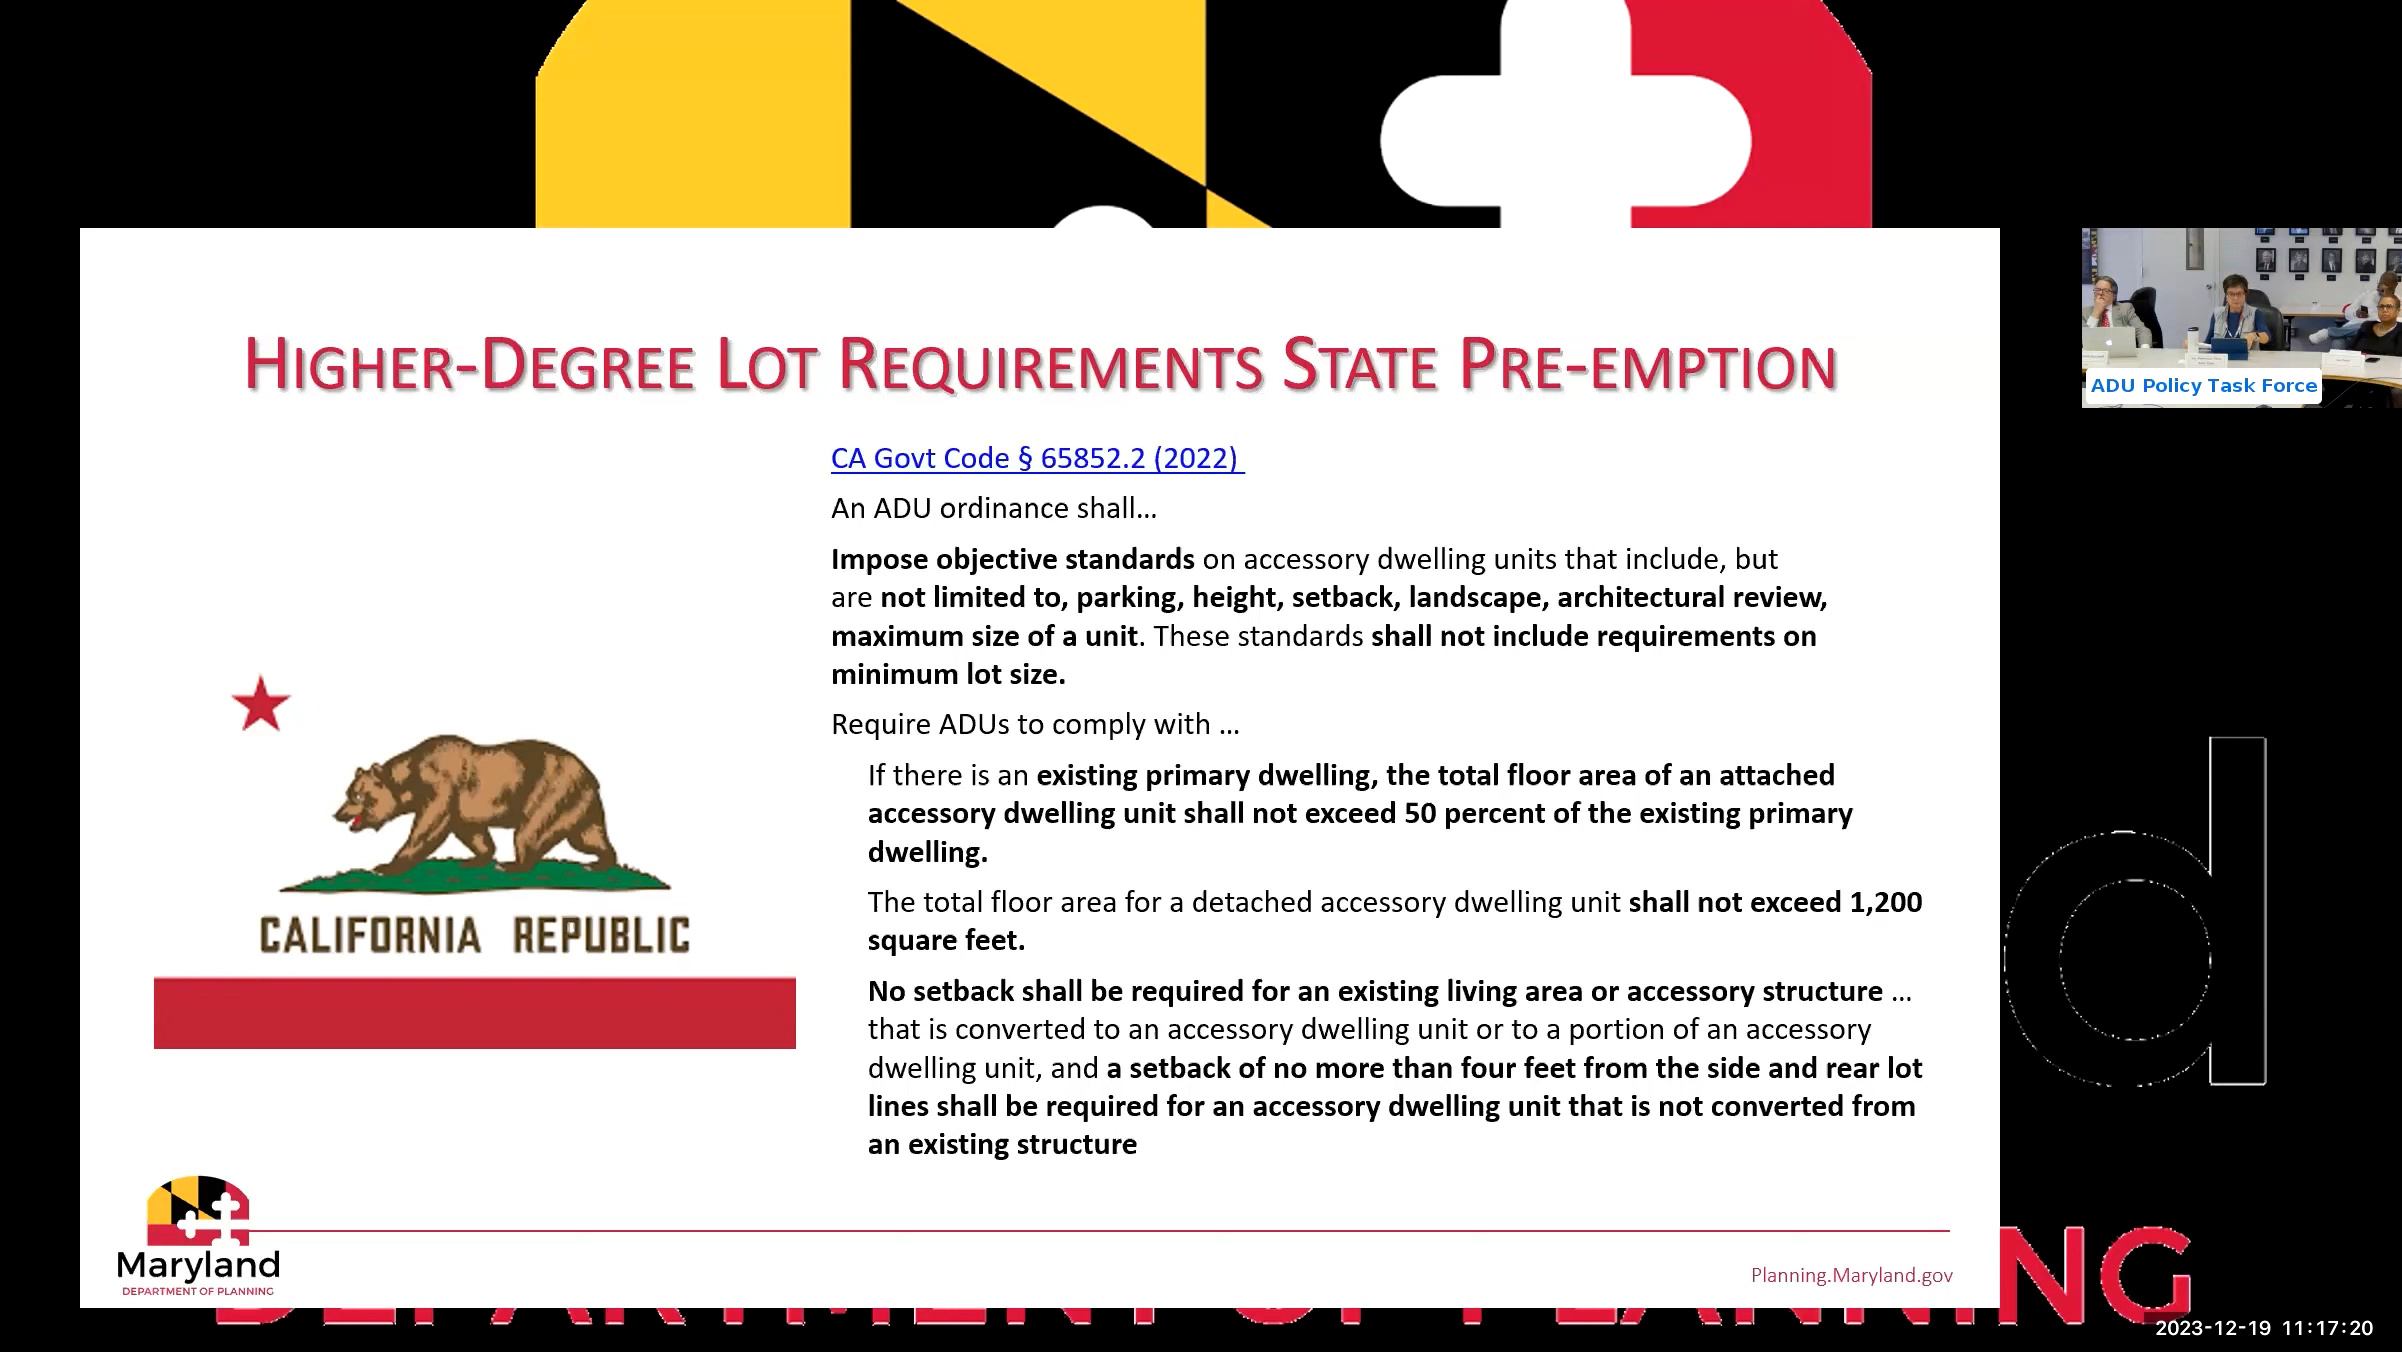 HIGHER-DEGREE LOT REQUIREMENTS STATE PRE-EMPTION
ADU Policy Task Force
CA Govt Code § 65852.2 (2022)
An ADU ordinance shall...
Impose objective standards on accessory dwelling units that include, but
are not limited to, parking, height, setback, landscape, architectural review,
maximum size of a unit. These standards shall not include requirements on
minimum lot size.
Require ADUs to comply with ...
If there is an existing primary dwelling, the total floor area of an attached
accessory dwelling unit shall not exceed 50 percent of the existing primary
dwelling.
The total floor area for a detached accessory dwelling unit shall not exceed 1,200
square feet.
No setback shall be required for an existing living area or accessory structure ...
that is converted to an accessory dwelling unit or to a portion of an accessory
dwelling unit, and a setback of no more than four feet from the side and rear lot
lines shall be required for an accessory dwelling unit that is not converted from
an existing structure
CALIFORNIA REPUBLIC
Maryland
DEPARTMENT OF PLANNING
Planning.Maryland.gov
d
DEPARTMENT OF PLANNING
2023-12-19 11:17:20